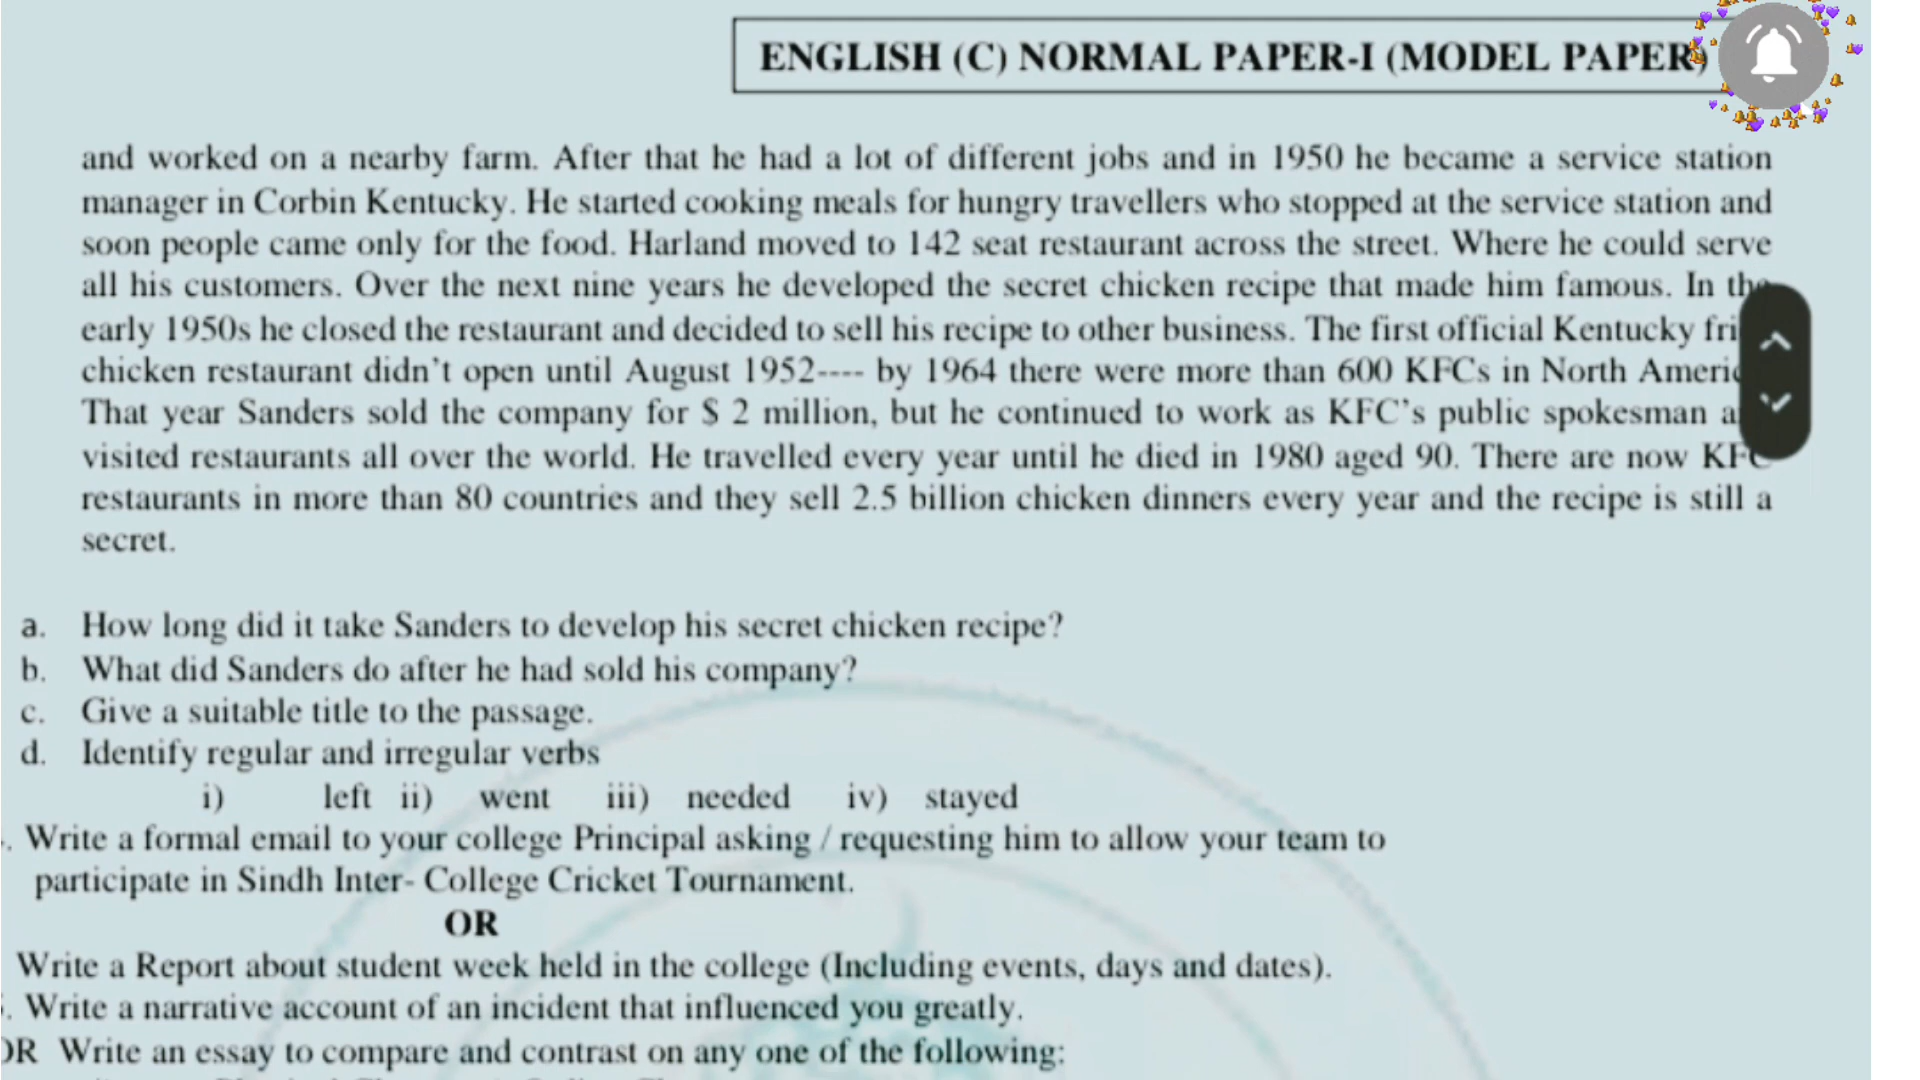 ENGLISH (C) NORMAL PAPER-I (MODEL PAPER)
and worked on a nearby farm. After that he had a lot of different jobs and in 1950 he became a service station
manager in Corbin Kentucky. He started cooking meals for hungry travellers who stopped at the service station and
soon people came only for the food. Harland moved to 142 seat restaurant across the street. Where he could serve
all his customers. Over the next nine years he developed the secret chicken recipe that made him famous. In the
early 1950s he closed the restaurant and decided to sell his recipe to other business. The first official Kentucky fri
chicken restaurant didn't open until August 1952---- by 1964 there were more than 600 KFCs in North Americ
That year Sanders sold the company for $ 2 million, but he continued to work as KFC's public spokesman a
visited restaurants all over the world. He travelled every year until he died in 1980 aged 90. There are now KFC
restaurants in more than 80 countries and they sell 2.5 billion chicken dinners every year and the recipe is still a
secret.
a. How long did it take Sanders to develop his secret chicken recipe?
b. What did Sanders do after he had sold his company?
c. Give a suitable title to the passage.
d. Identify regular and irregular verbs
i) left ii) went iii) needed iv) stayed
. Write a formal email to your college Principal asking / requesting him to allow your team to
participate in Sindh Inter- College Cricket Tournament.
OR
Write a Report about student week held in the college (Including events, days and dates).
. Write a narrative account of an incident that influenced you greatly.
OR Write an essay to compare and contrast on any one of the following: